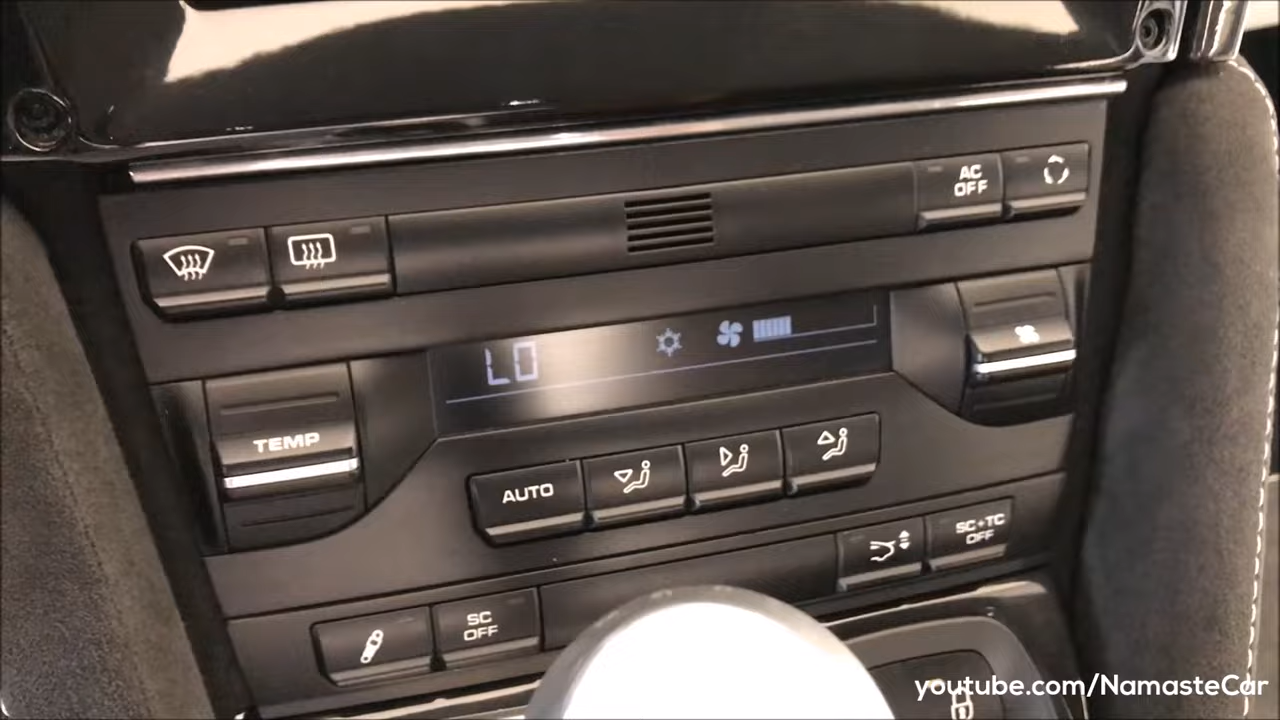 AC
OFF
LO
TEMP
AUTO
SC+TC
OFF
SC
OFF
youtube.com/NamasteCar